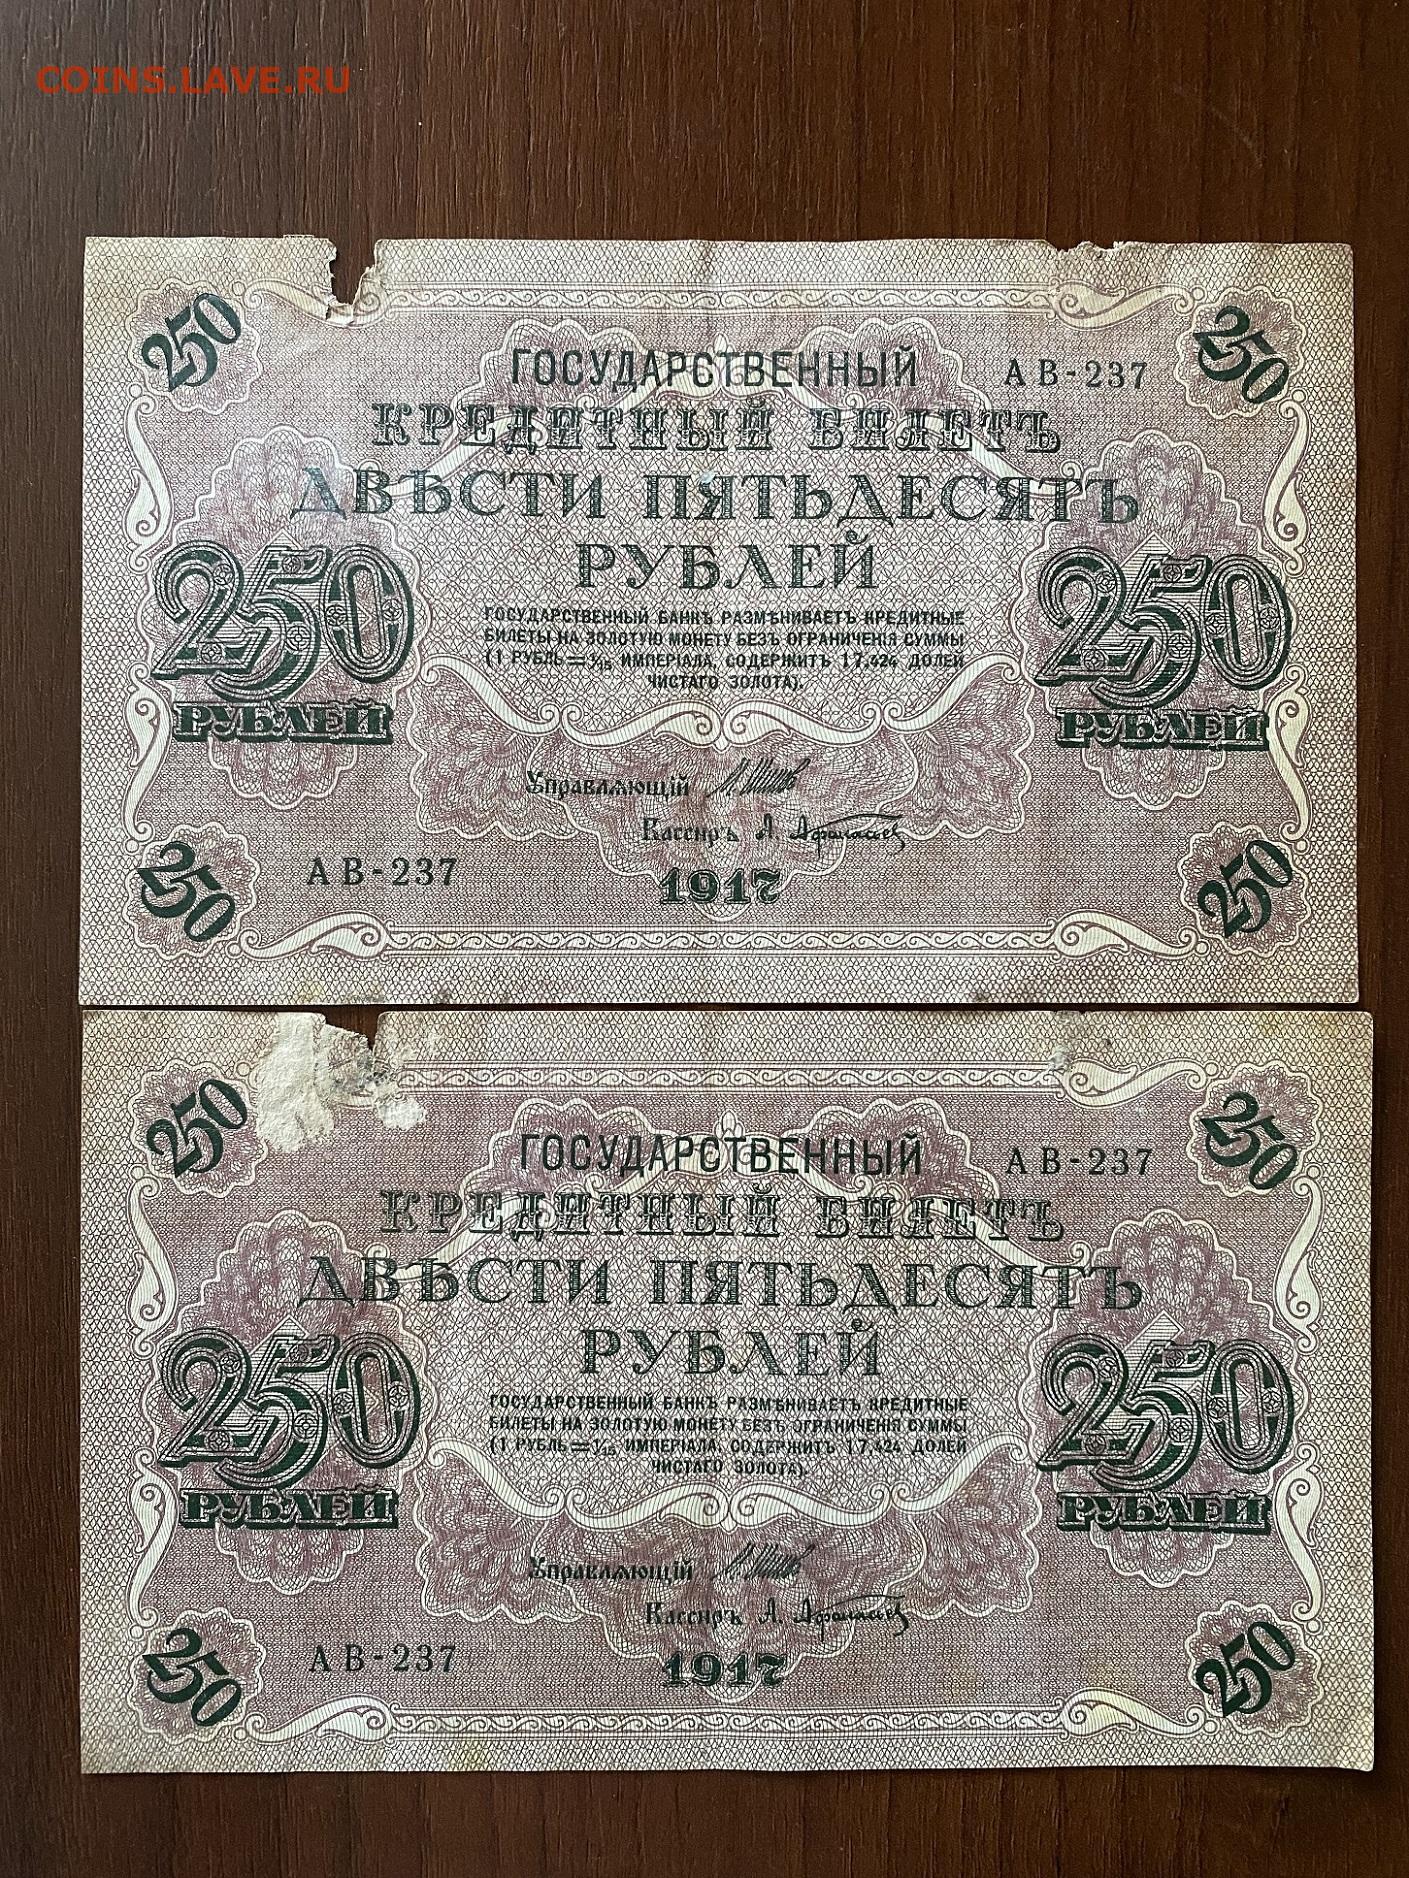 COINS.LAVE.RU
250 250
ГОСУДАРСТВЕННЫЙ АВ-237
КРЕДИТНЫЙ БИЛЕТЪ
ДВѢСТИ ПЯТЬДЕСЯТЪ
РУБЛЕЙ
250 250
РУБЛЕЙ РУБЛЕЙ
ГОСУДАРСТВЕННЫЙ БАНКЪ РАЗМѢНИВАЕТЪ КРЕДИТНЫЕ
БИЛЕТЫ НА ЗОЛОТУЮ МОНЕТУ БЕЗЪ ОГРАНИЧЕНІЯ СУММЫ
(1 РУБЛЬ=1/15 ИМПЕРІАЛА, СОДЕРЖИТЪ 17,424 ДОЛЕЙ
ЧИСТАГО ЗОЛОТА).
Управляющій И. Шипов
Кассиръ А. Афанасьев
АВ-237 1917
250 250
250 250
ГОСУДАРСТВЕННЫЙ АВ-237
КРЕДИТНЫЙ БИЛЕТЪ
ДВѢСТИ ПЯТЬДЕСЯТЪ
РУБЛЕЙ
250 250
РУБЛЕЙ РУБЛЕЙ
ГОСУДАРСТВЕННЫЙ БАНКЪ РАЗМѢНИВАЕТЪ КРЕДИТНЫЕ
БИЛЕТЫ НА ЗОЛОТУЮ МОНЕТУ БЕЗЪ ОГРАНИЧЕНІЯ СУММЫ
(1 РУБЛЬ=1/15 ИМПЕРІАЛА, СОДЕРЖИТЪ 17,424 ДОЛЕЙ
ЧИСТАГО ЗОЛОТА).
Управляющій И. Шипов
Кассиръ А. Афанасьев
АВ-237 1917
250 250